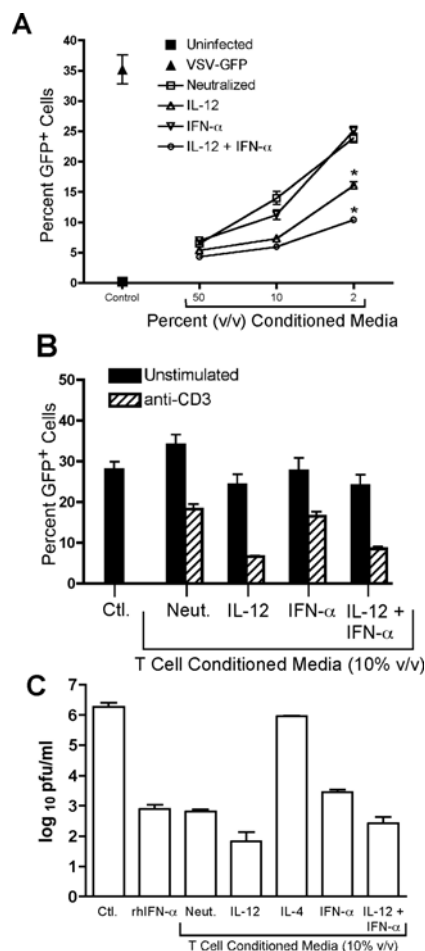 A
Uninfected
VSV-GFP
Neutralized
IL-12
IFN-α
IL-12 + IFN-α
Percent GFP+ Cells
40
35
30
25
20
15
10
5
0
*
*
Control
50
10
2
Percent (v/v) Conditioned Media
B
Unstimulated
anti-CD3
Percent GFP+ Cells
50
40
30
20
10
0
Ctl.
Neut.
IL-12
IFN-α
IL-12 +
IFN-α
T Cell Conditioned Media (10% v/v)
C
log 10 pfu/ml
7
6
5
4
3
2
1
0
Ctl.
rhIFN-α
Neut.
IL-12
IL-4
IFN-α
IL-12 +
IFN-α
T Cell Conditioned Media (10% v/v)